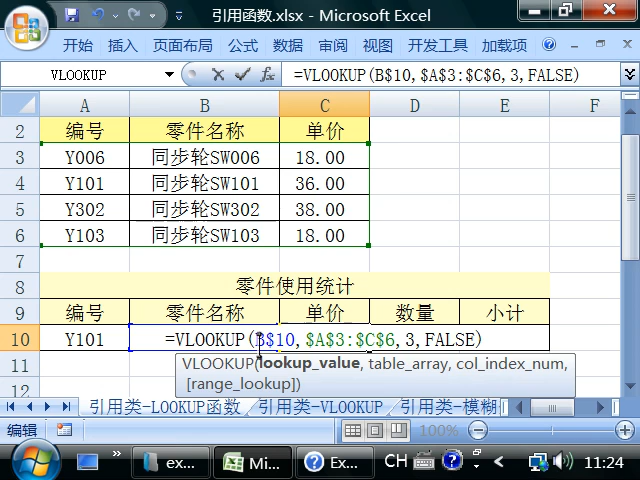 引用函数.xlsx - Microsoft Excel
开始 插入 页面布局 公式 数据 审阅 视图 开发工具 加载项
VLOOKUP =VLOOKUP(B$10,$A$3:$C$6,3,FALSE)
A B C D E F
2 编号 零件名称 单价
3 Y006 同步轮SW006 18.00
4 Y101 同步轮SW101 36.00
5 Y302 同步轮SW302 38.00
6 Y103 同步轮SW103 18.00
7
8 零件使用统计
9 编号 零件名称 单价 数量 小计
10 Y101 =VLOOKUP(B$10,$A$3:$C$6,3,FALSE)
11 VLOOKUP(lookup_value, table_array, col_index_num,
[range_lookup])
12
引用类-LOOKUP函数 引用类-VLOOKUP 引用类-模糊
编辑 100%
ex... Mi... Ex... CH 11:24